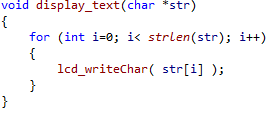 void display_text(char *str)
{
    for (int i=0; i< strlen(str); i++)
    {
        lcd_writeChar( str[i] );
    }
}